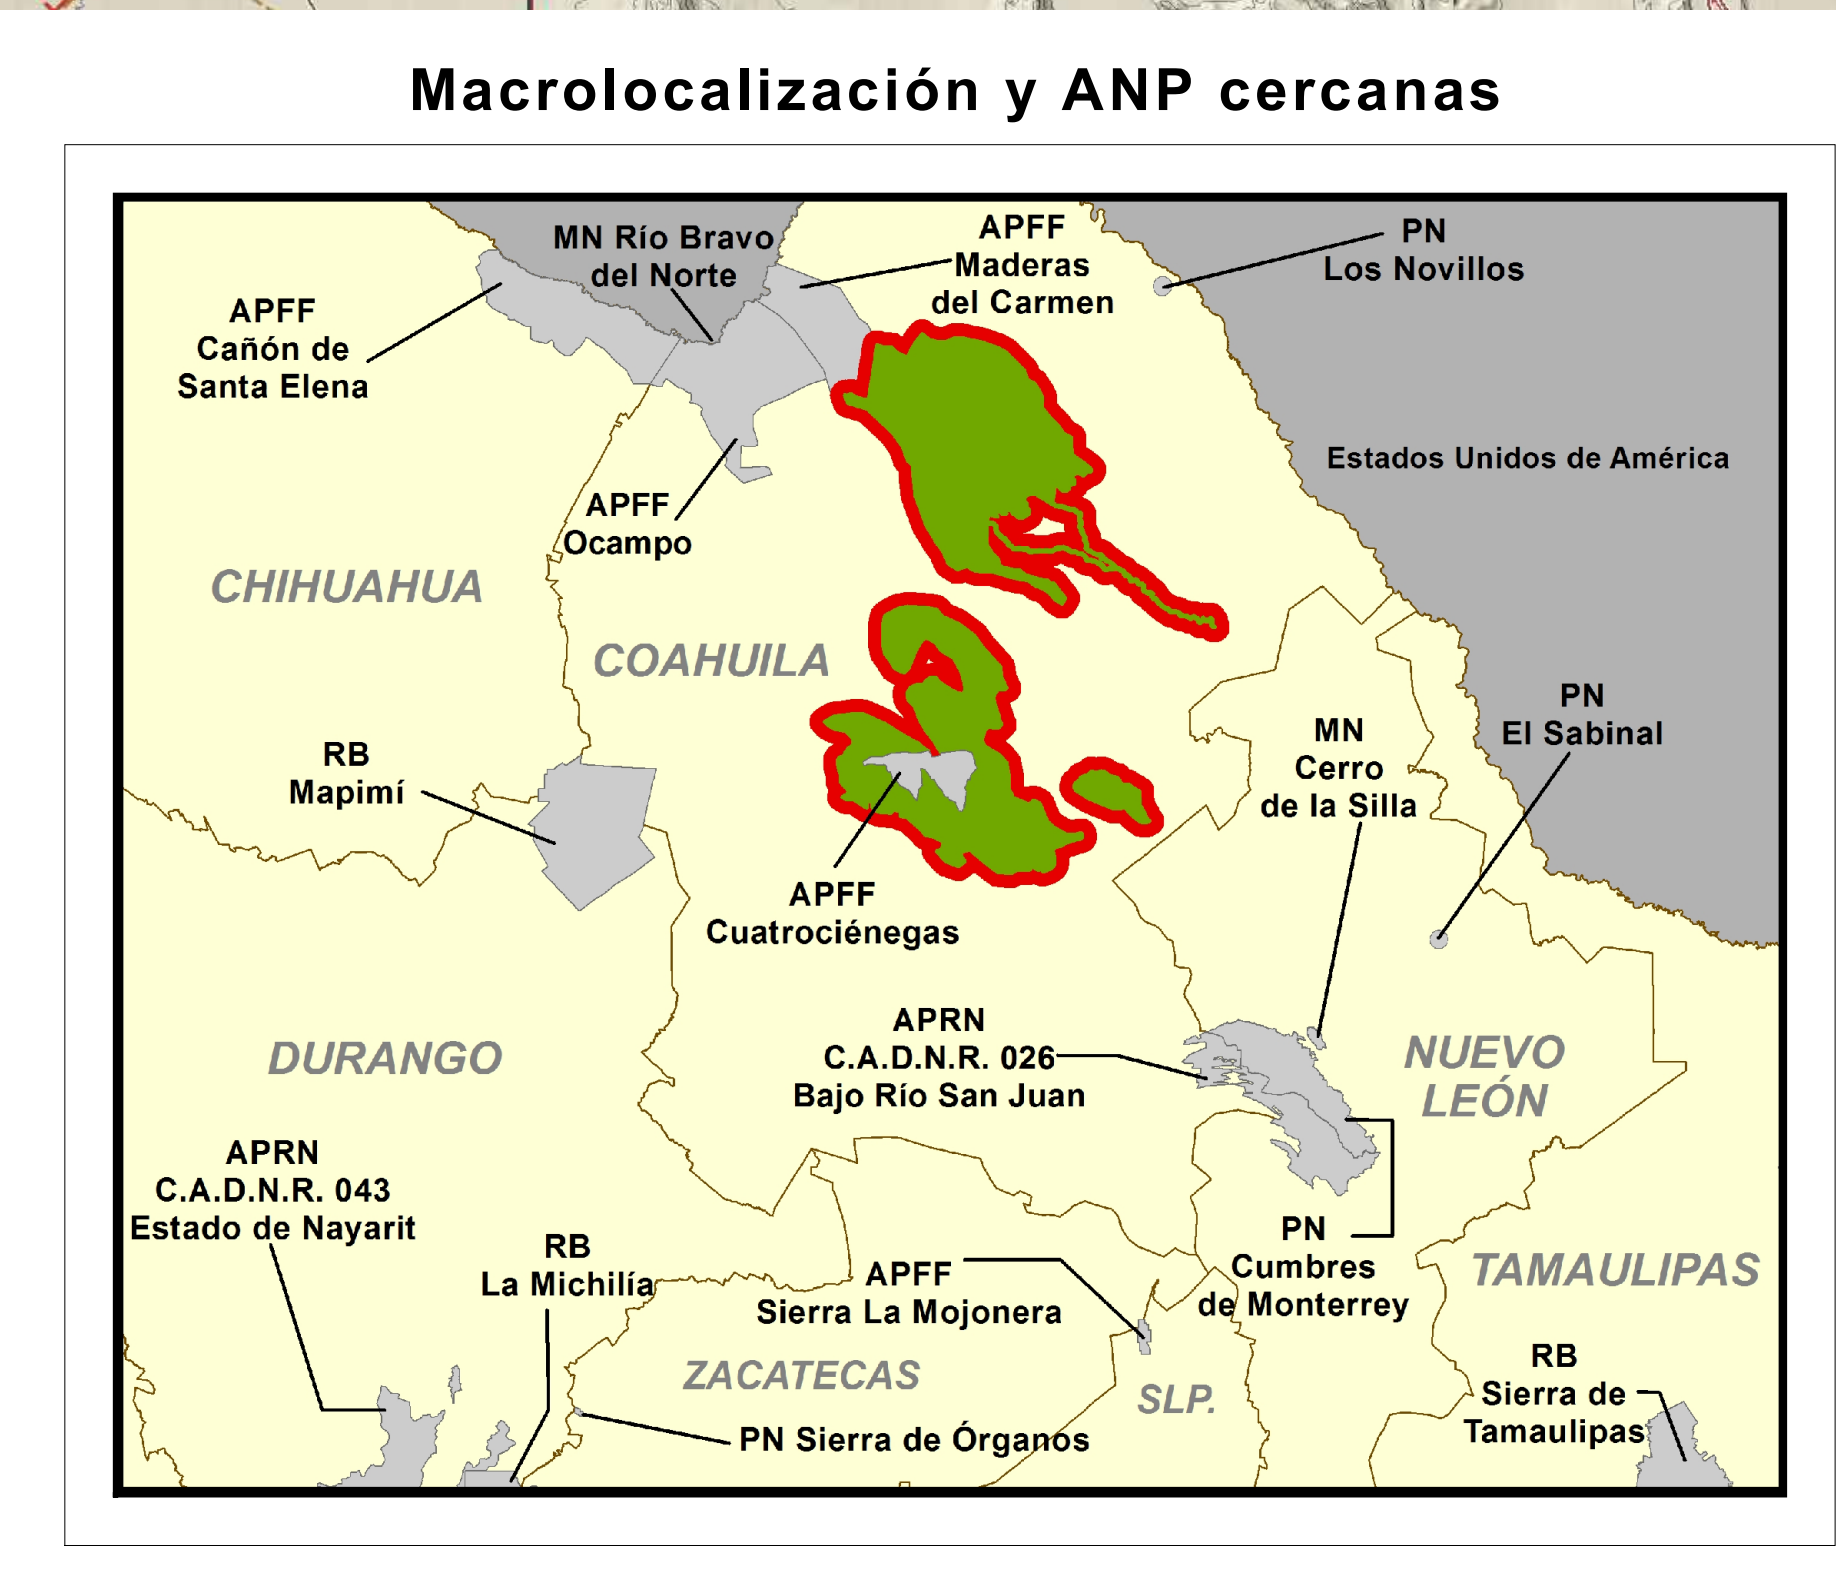 Macrolocalización y ANP cercanas
MN Río Bravo
del Norte
APFF
Maderas
del Carmen
PN
Los Novillos
APFF
Cañón de
Santa Elena
Estados Unidos de América
APFF
Ocampo
CHIHUAHUA
COAHUILA
RB
Mapimí
MN
Cerro
de la Silla
PN
El Sabinal
APFF
Cuatrociénegas
DURANGO
APRN
C.A.D.N.R. 026
Bajo Río San Juan
NUEVO
LEÓN
APRN
C.A.D.N.R. 043
Estado de Nayarit
RB
La Michilía
APFF
Sierra La Mojonera
PN
Cumbres
de Monterrey
TAMAULIPAS
ZACATECAS
SLP.
RB
Sierra de
Tamaulipas
PN Sierra de Órganos